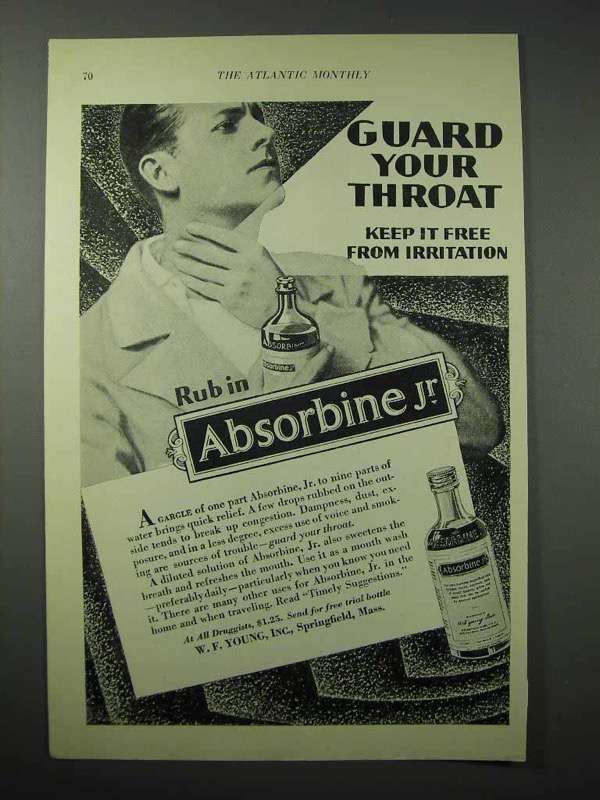 70
THE ATLANTIC MONTHLY
GUARD
YOUR
THROAT
KEEP IT FREE
FROM IRRITATION
Absorbine Jr
Rub in
Absorbine Jr.
A GARGLE of one part Absorbine, Jr. to nine parts of
water brings quick relief. A few drops rubbed on the out-
side tends to break up congestion. Dampness, dust, ex-
posure, and in a less degree, excess use of voice and smok-
ing are sources of trouble—guard your throat.
A diluted solution of Absorbine, Jr. also sweetens the
breath and refreshes the mouth. Use it as a mouth wash
—preferably daily—particularly when you know you need
it. There are many other uses for Absorbine, Jr. in the
home and when traveling. Read "Timely Suggestions."
At All Druggists, $1.25. Send for free trial bottle
W. F. YOUNG, INC., Springfield, Mass.
Absorbine Jr